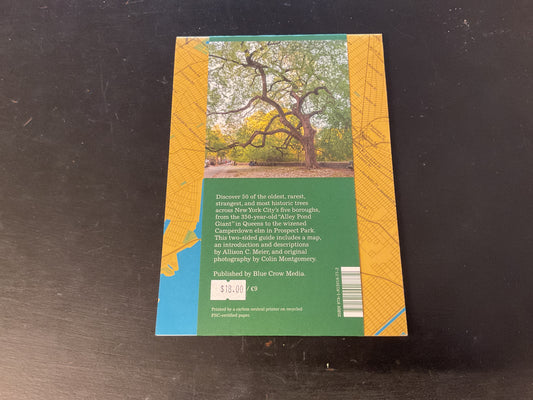 Discover 50 of the oldest, rarest,
strangest, and most historic trees
across New York City's five boroughs,
from the 350-year-old "Alley Pond
Giant" in Queens to the wizened
Camperdown elm in Prospect Park.
This two-sided guide includes a map,
an introduction and descriptions
by Allison C. Meier, and original
photography by Colin Montgomery.
Published by Blue Crow Media.
$18.00 / £9
Printed by a carbon neutral printer on recycled
FSC-certified paper.